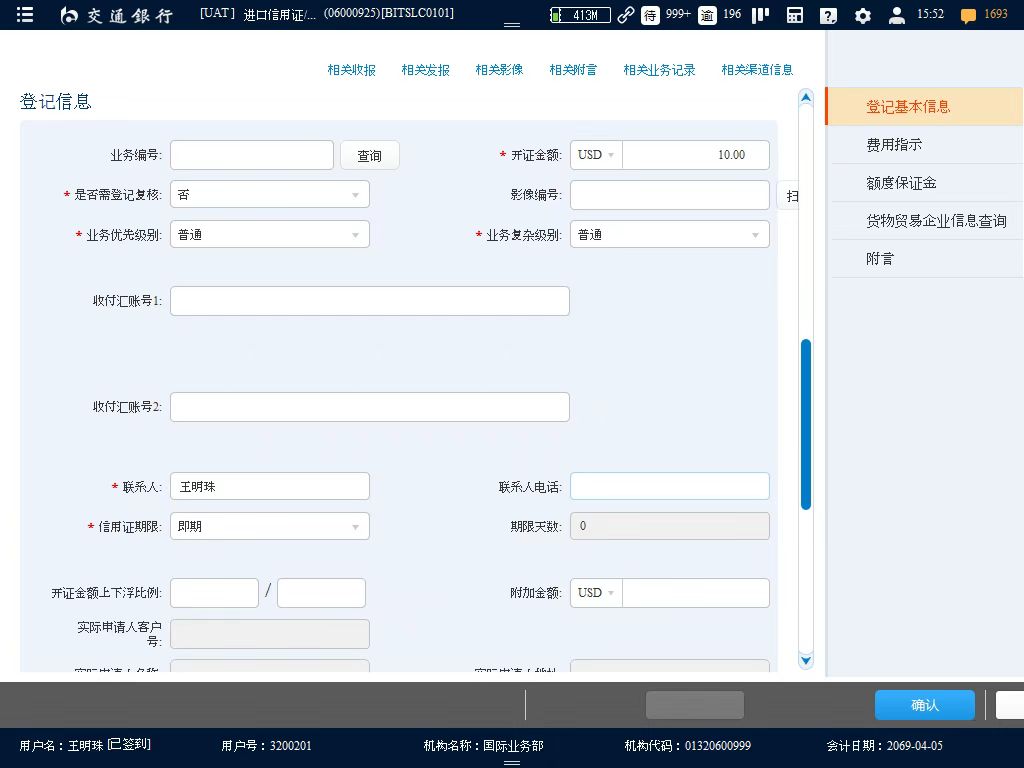 交通銀行 [UAT] 进口信用证/... (06000925)[BITSLC0101] 413M 待 999+ 逾 196 15:52 1693
相关收报 相关发报 相关影像 相关附言 相关业务记录 相关渠道信息
登记信息
登记基本信息
费用指示
额度保证金
货物贸易企业信息查询
附言
业务编号: 查询 * 开证金额: USD 10.00
* 是否需登记复核: 否 影像编号: 扫
* 业务优先级别: 普通 * 业务复杂级别: 普通
收付汇账号1:
收付汇账号2:
* 联系人: 王明珠 联系人电话:
* 信用证期限: 即期 期限天数: 0
开证金额上下浮比例: / 附加金额: USD
实际申请人客户
号:
确认
用户名：王明珠 [已签到] 用户号：3200201 机构名称：国际业务部 机构代码：01320600999 会计日期：2069-04-05